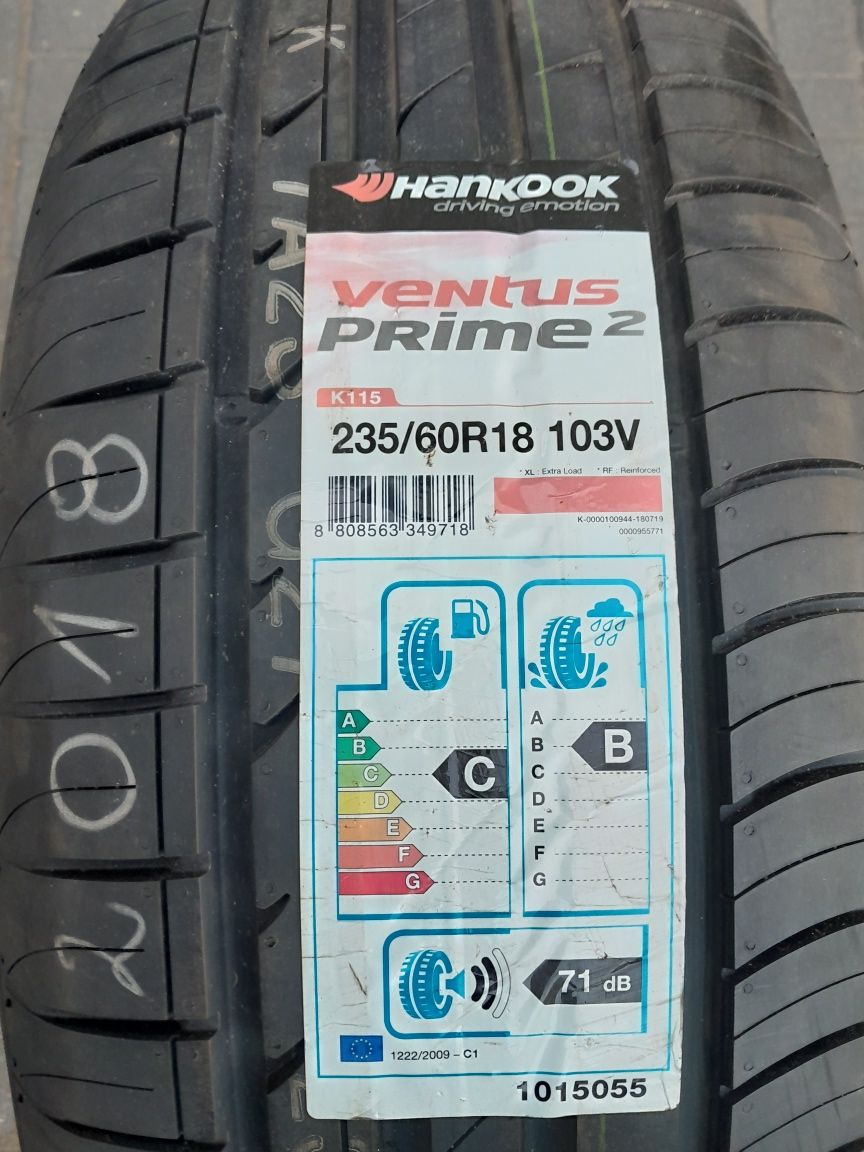 HanKOOK
driving emotion
Ventus
PRime2
K115
235/60R18 103V
* XL : Extra Load * RF : Reinforced
8 808563 349718
K-0000100944-180719
0000955771
A
B
C
D
E
F
G
C
A
B
C
D
E
F
G
B
71 dB
1222/2009 – C1
1015055
2018